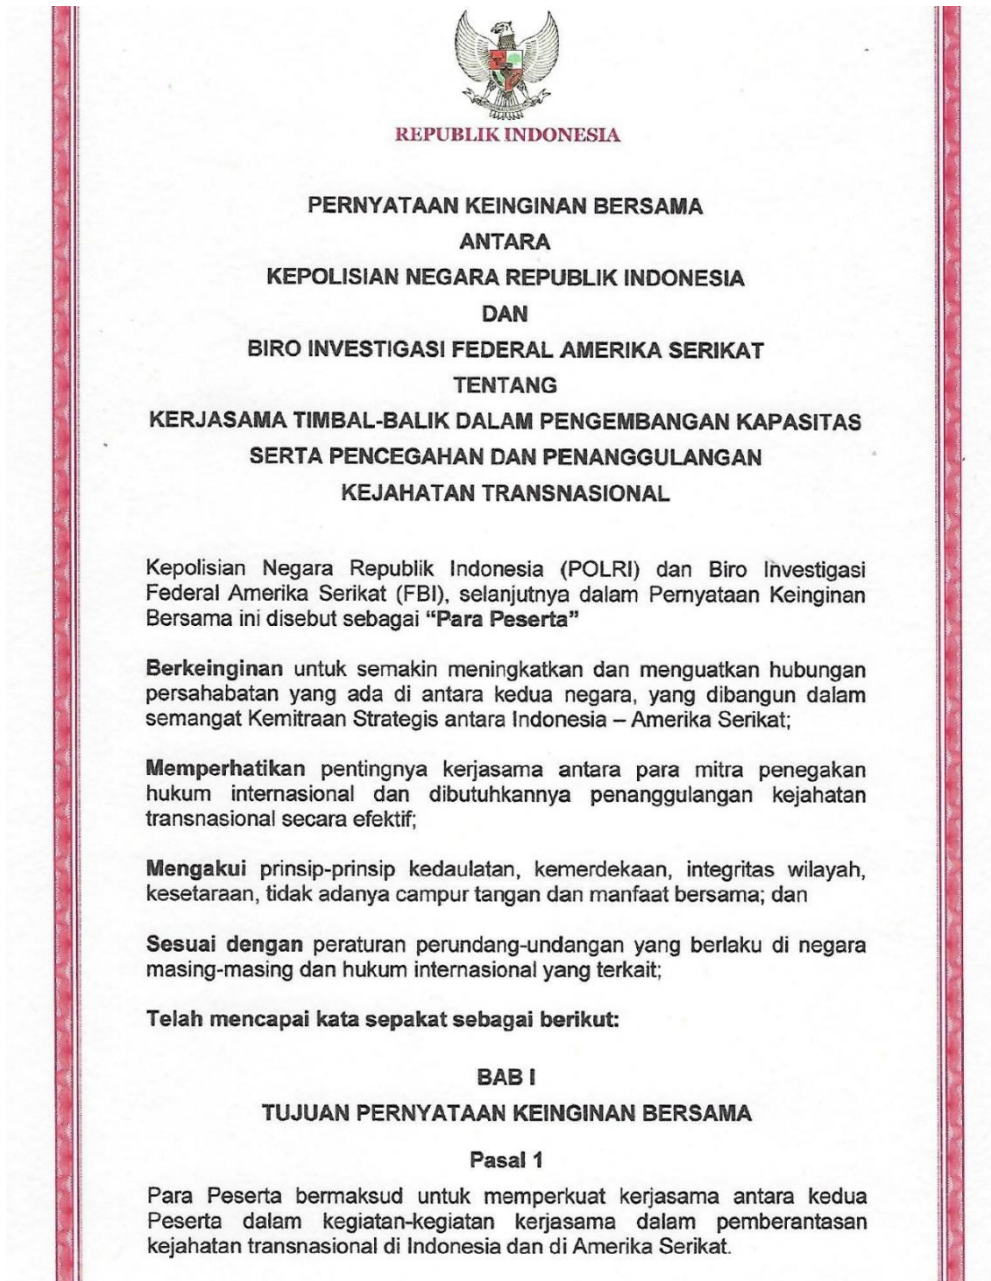 REPUBLIK INDONESIA
PERNYATAAN KEINGINAN BERSAMA
ANTARA
KEPOLISIAN NEGARA REPUBLIK INDONESIA
DAN
BIRO INVESTIGASI FEDERAL AMERIKA SERIKAT
TENTANG
KERJASAMA TIMBAL-BALIK DALAM PENGEMBANGAN KAPASITAS
SERTA PENCEGAHAN DAN PENANGGULANGAN
KEJAHATAN TRANSNASIONAL
Kepolisian Negara Republik Indonesia (POLRI) dan Biro Investigasi
Federal Amerika Serikat (FBI), selanjutnya dalam Pernyataan Keinginan
Bersama ini disebut sebagai “Para Peserta”
Berkeinginan untuk semakin meningkatkan dan menguatkan hubungan
persahabatan yang ada di antara kedua negara, yang dibangun dalam
semangat Kemitraan Strategis antara Indonesia – Amerika Serikat;
Memperhatikan pentingnya kerjasama antara para mitra penegakan
hukum internasional dan dibutuhkannya penanggulangan kejahatan
transnasional secara efektif;
Mengakui prinsip-prinsip kedaulatan, kemerdekaan, integritas wilayah,
kesetaraan, tidak adanya campur tangan dan manfaat bersama; dan
Sesuai dengan peraturan perundang-undangan yang berlaku di negara
masing-masing dan hukum internasional yang terkait;
Telah mencapai kata sepakat sebagai berikut:
BAB I
TUJUAN PERNYATAAN KEINGINAN BERSAMA
Pasal 1
Para Peserta bermaksud untuk memperkuat kerjasama antara kedua
Peserta dalam kegiatan-kegiatan kerjasama dalam pemberantasan
kejahatan transnasional di Indonesia dan di Amerika Serikat.